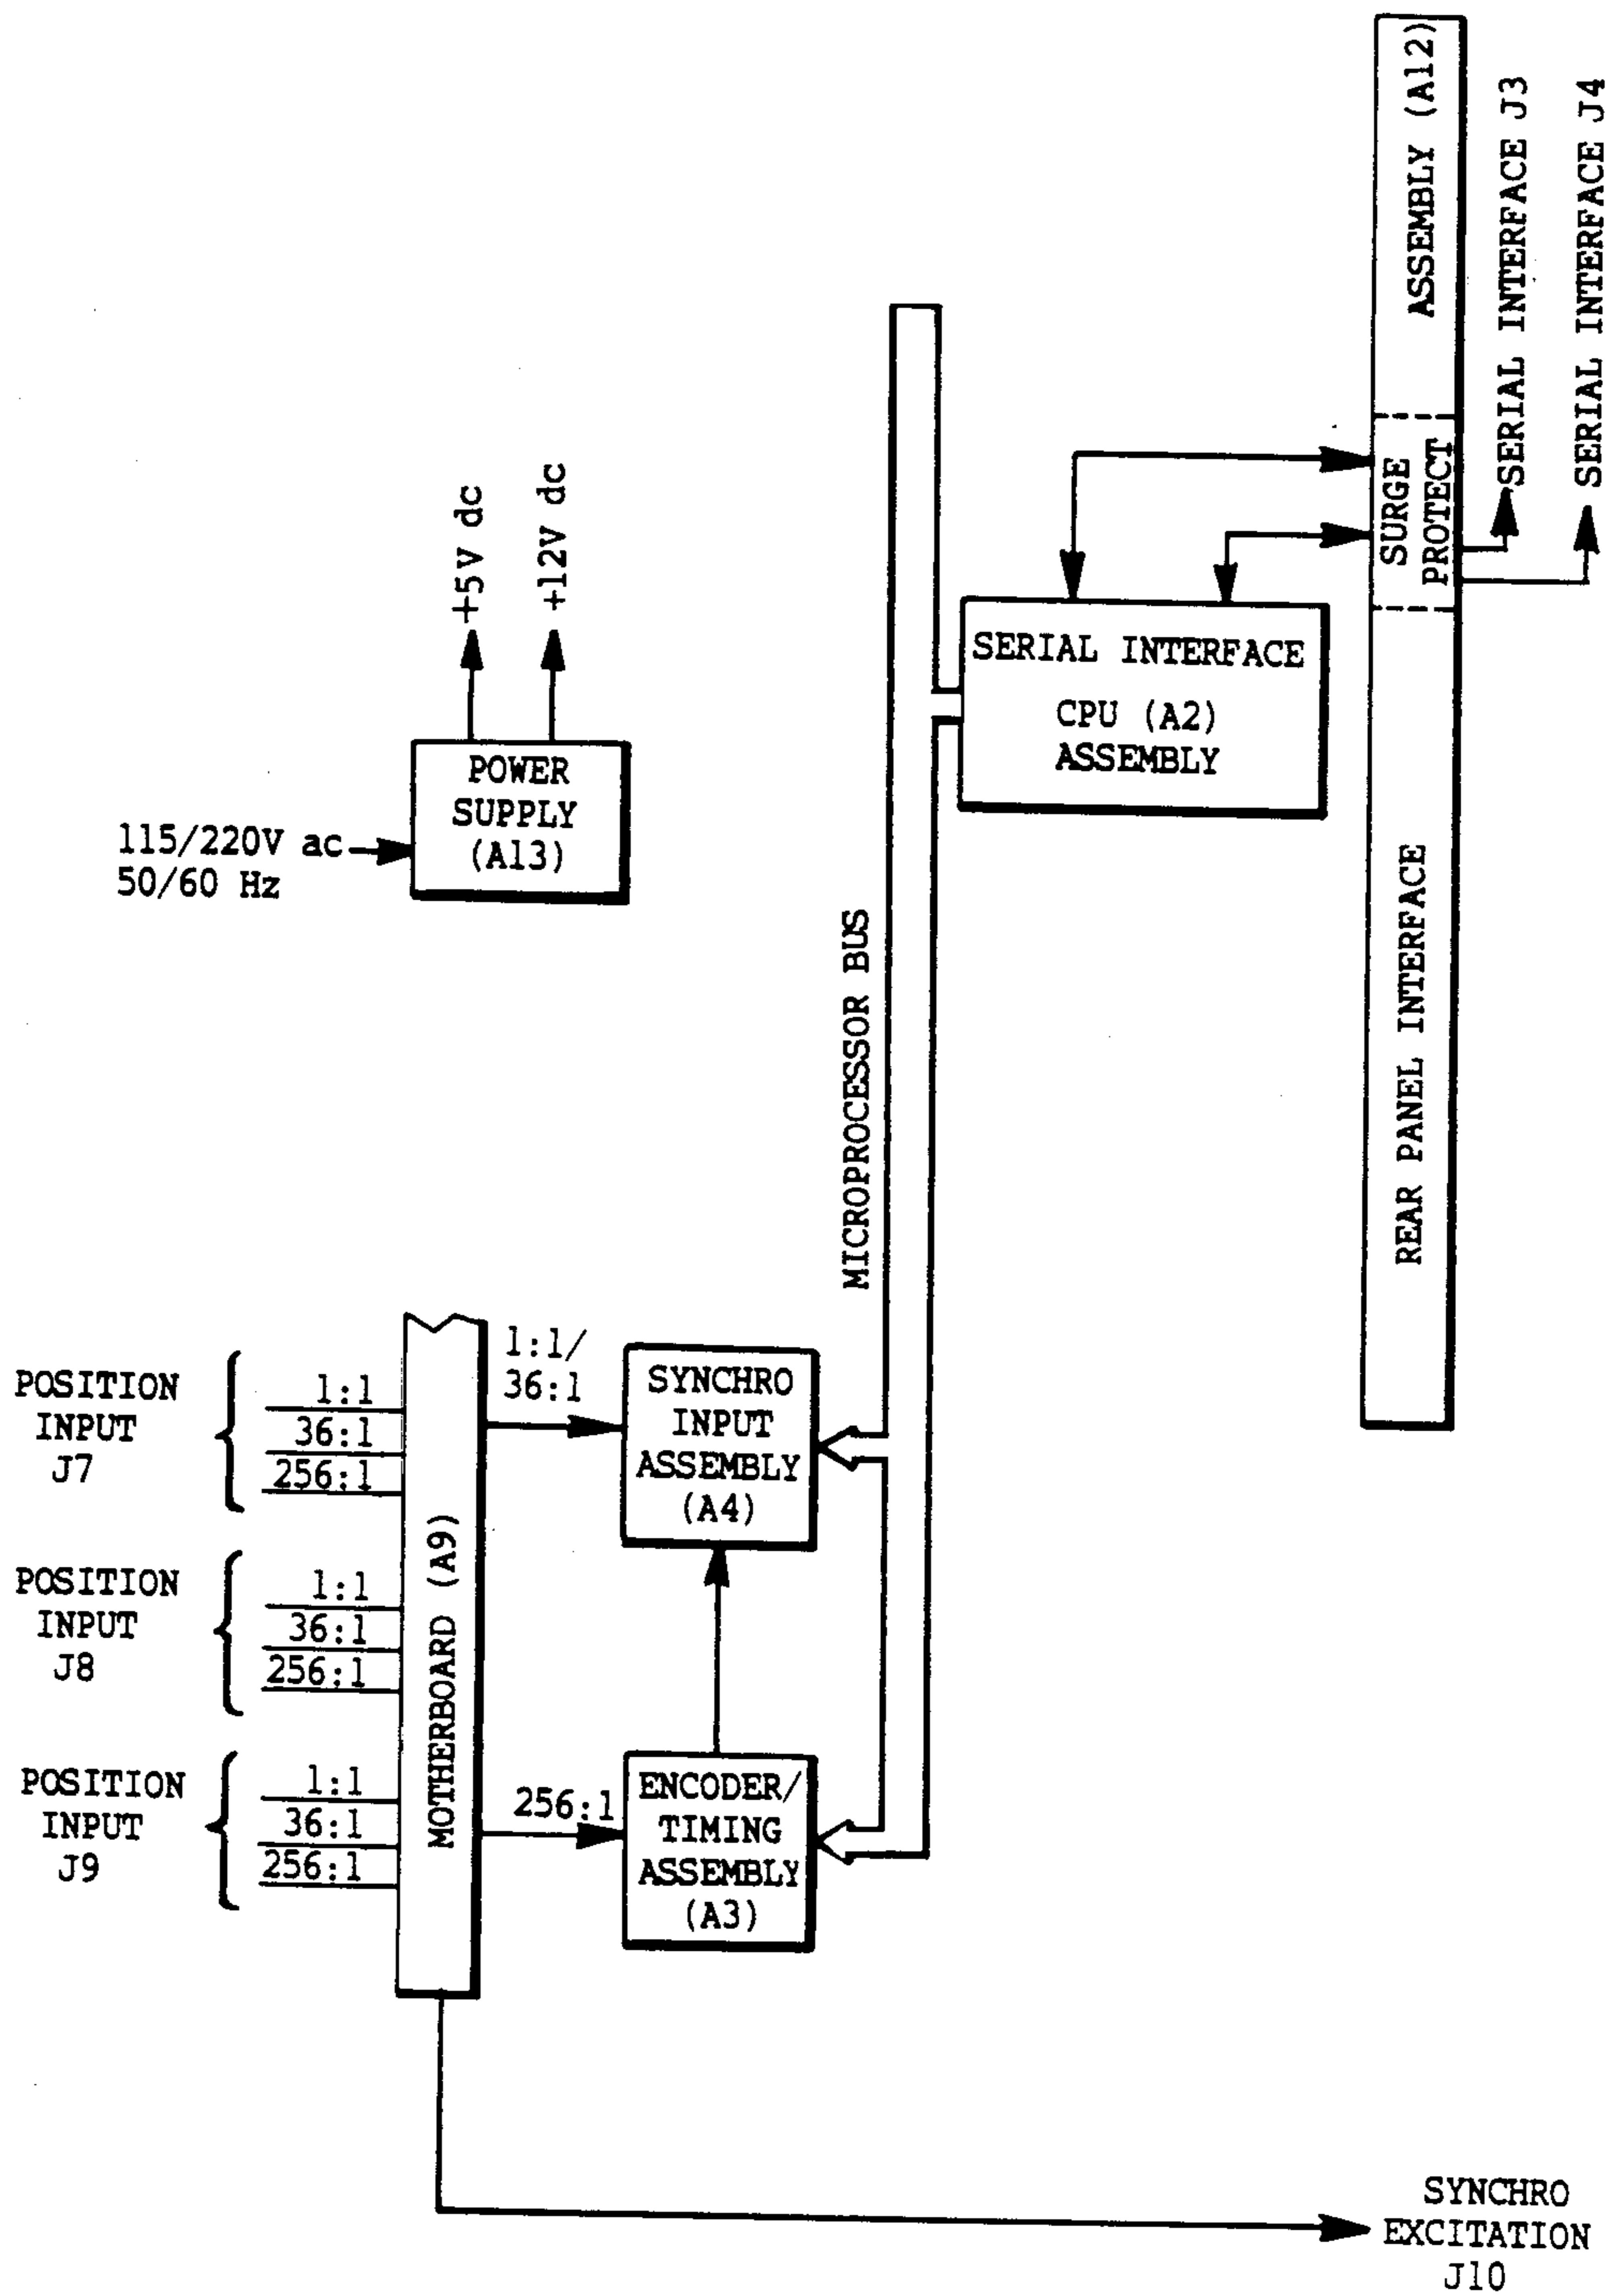 ASSEMBLY (A12)
SERIAL INTERFACE J3
SERIAL INTERFACE J4
SURGE
PROTECT
REAR PANEL INTERFACE
+5V dc
+12V dc
POWER
SUPPLY
(A13)
115/220V ac
50/60 Hz
SERIAL INTERFACE
CPU (A2)
ASSEMBLY
MICROPROCESSOR BUS
POSITION
INPUT
J7
1:1
36:1
256:1
1:1/
36:1
SYNCHRO
INPUT
ASSEMBLY
(A4)
POSITION
INPUT
J8
1:1
36:1
256:1
MOTHERBOARD (A9)
POSITION
INPUT
J9
1:1
36:1
256:1
256:1
ENCODER/
TIMING
ASSEMBLY
(A3)
SYNCHRO
EXCITATION
J10